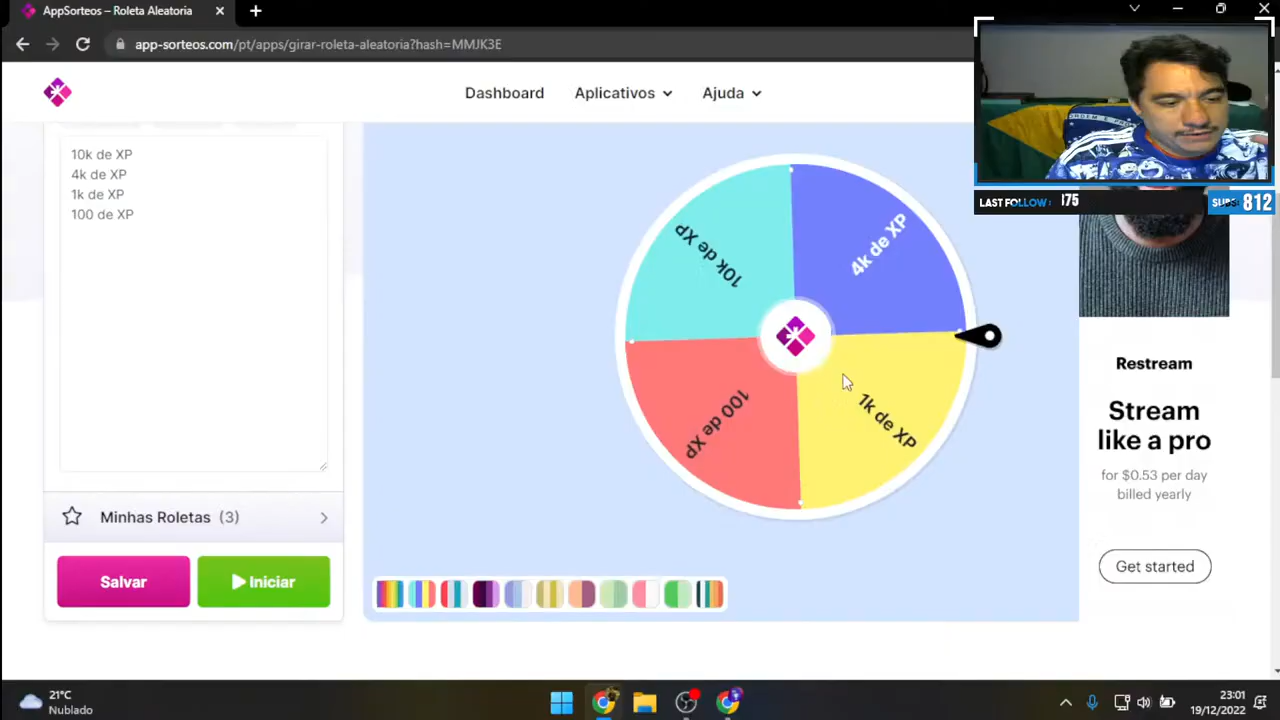 AppSorteos – Roleta Aleatoria
app-sorteos.com/pt/apps/girar-roleta-aleatoria?hash=MMJK3E
Dashboard
Aplicativos
Ajuda
10k de XP
4k de XP
1k de XP
100 de XP
10k de XP
4k de XP
100 de XP
1k de XP
LAST FOLLOW :
SUBS: 812
Restream
Stream
like a pro
for $0.53 per day
billed yearly
Get started
Minhas Roletas (3)
Salvar
Iniciar
21°C
Nublado
23:01
19/12/2022